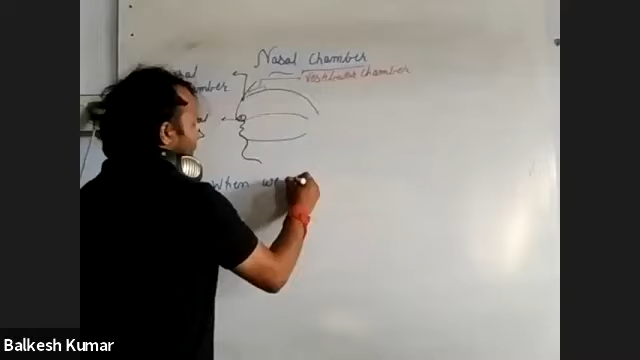 Nasal Chamber
Vestibular Chamber
When we
Balkesh Kumar